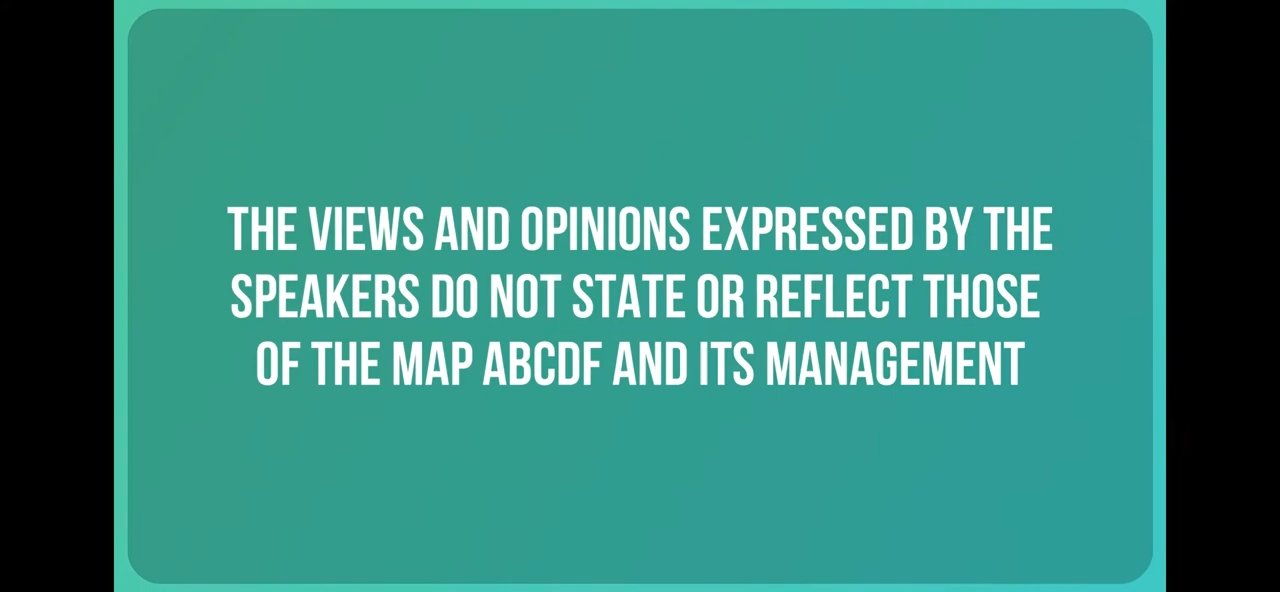 THE VIEWS AND OPINIONS EXPRESSED BY THE
SPEAKERS DO NOT STATE OR REFLECT THOSE
OF THE MAP ABCDF AND ITS MANAGEMENT